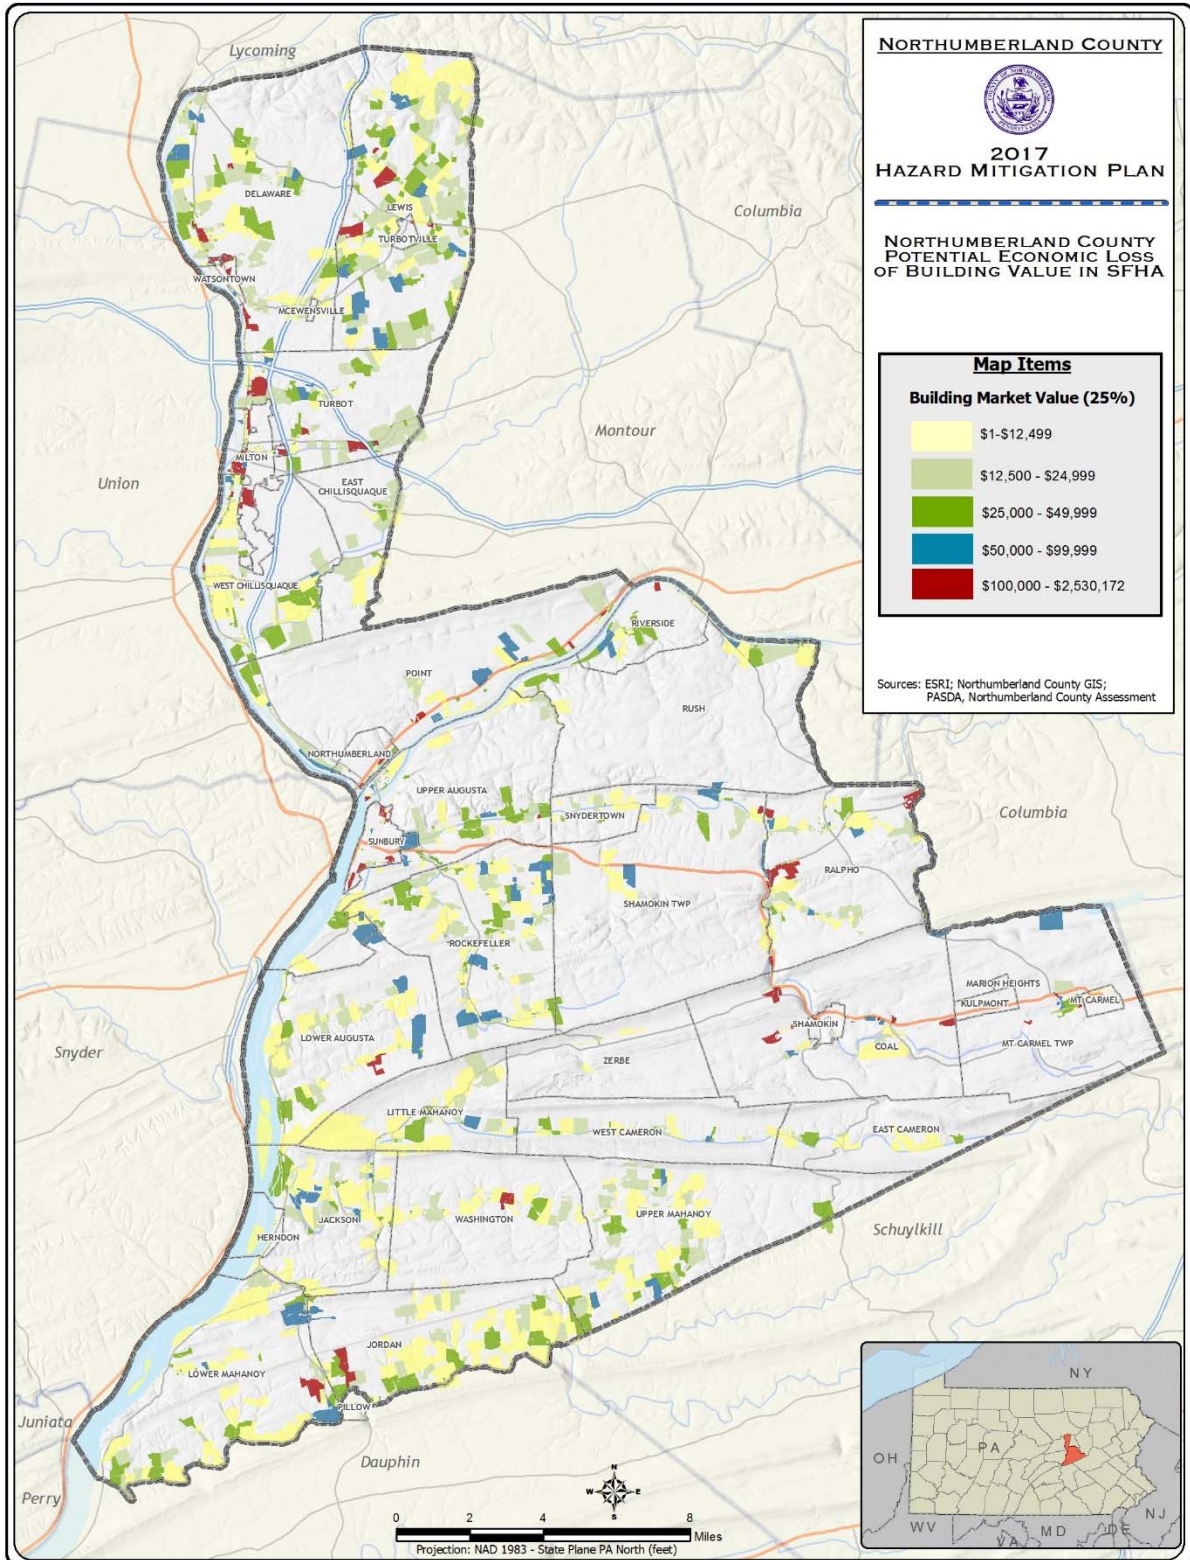 NORTHUMBERLAND COUNTY
2017
HAZARD MITIGATION PLAN
NORTHUMBERLAND COUNTY
POTENTIAL ECONOMIC LOSS
OF BUILDING VALUE IN SFHA
Map Items
Building Market Value (25%)
$1-$12,499
$12,500 - $24,999
$25,000 - $49,999
$50,000 - $99,999
$100,000 - $2,530,172
Sources: ESRI; Northumberland County GIS;
PASDA, Northumberland County Assessment
Lycoming
DELAWARE
LEWIS
Columbia
TURBOTVILLE
WATSONTOWN
MCEWENSVILLE
TURBOT
Montour
MILTON
Union
EAST
CHILLISQUAQUE
WEST CHILLISQUAQUE
RIVERSIDE
POINT
RUSH
NORTHUMBERLAND
UPPER AUGUSTA
SNYDERTOWN
Columbia
SUNBURY
RALPHO
SHAMOKIN TWP
ROCKEFELLER
MARION HEIGHTS
KULPMONT
MT CARMEL
SHAMOKIN
LOWER AUGUSTA
COAL
MT CARMEL TWP
Snyder
ZERBE
LITTLE MAHANOY
WEST CAMERON
EAST CAMERON
JACKSON
WASHINGTON
UPPER MAHANOY
HERNDON
Schuylkill
JORDAN
LOWER MAHANOY
PILLOW
Juniata
Dauphin
Perry
N
W
E
S
0
2
4
8
Miles
Projection: NAD 1983 - State Plane PA North (feet)
NY
OH
PA
NJ
WV
MD
DE
VA